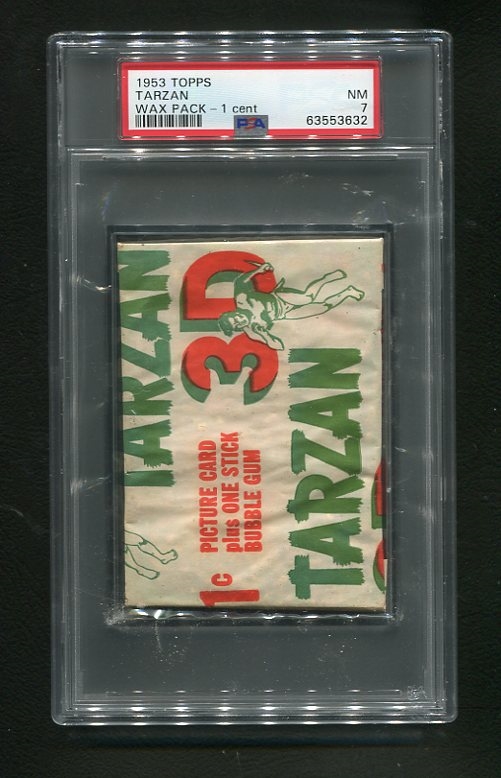 1953 TOPPS
TARZAN NM
WAX PACK - 1 cent 7
PSA 63553632
TARZAN
3D
1c PICTURE CARD
plus ONE STICK
BUBBLE GUM
TARZAN